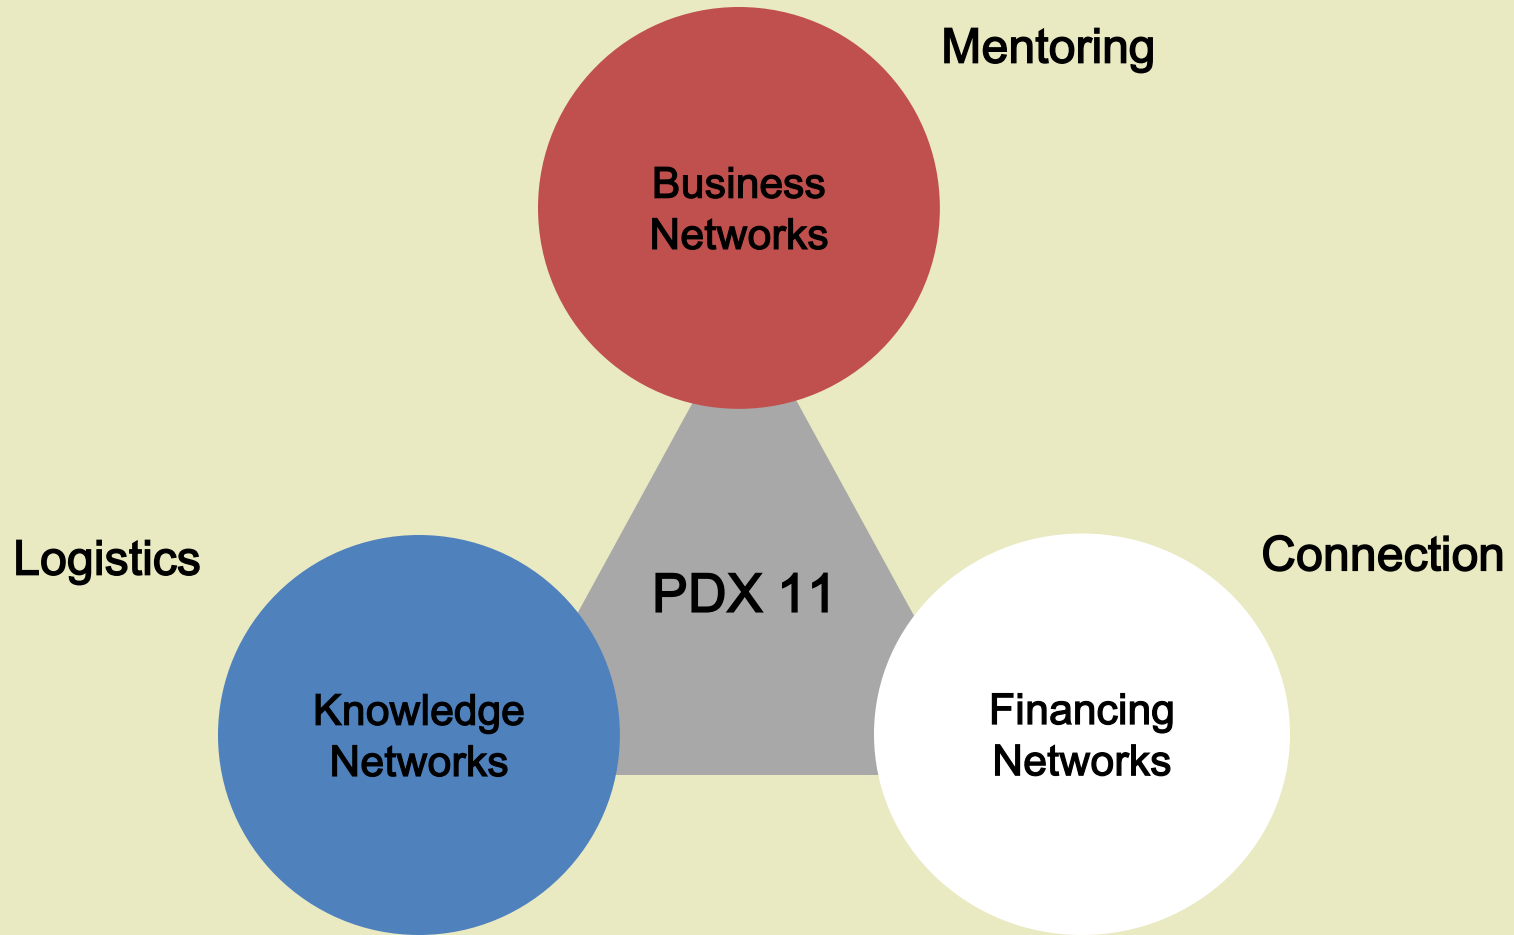 Mentoring
Business
Networks
Logistics
Connection
PDX 11
Knowledge
Networks
Financing
Networks